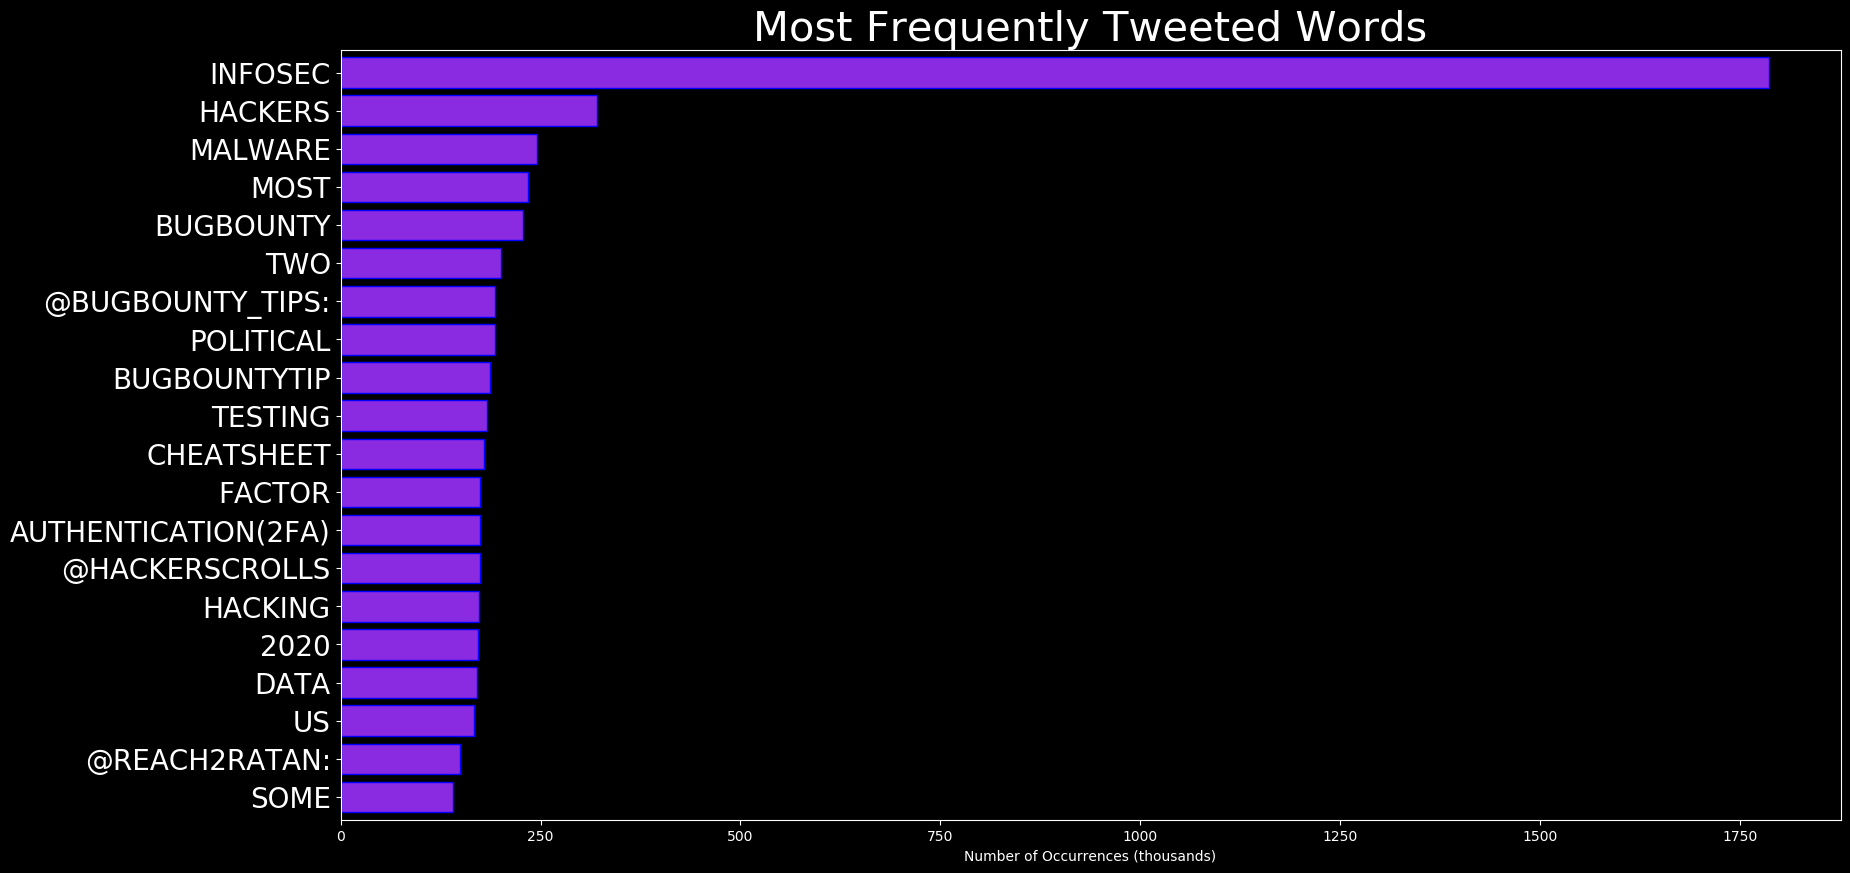 Most Frequently Tweeted Words
INFOSEC
HACKERS
MALWARE
MOST
BUGBOUNTY
TWO
@BUGBOUNTY_TIPS:
POLITICAL
BUGBOUNTYTIP
TESTING
CHEATSHEET
FACTOR
AUTHENTICATION(2FA)
@HACKERSCROLLS
HACKING
2020
DATA
US
@REACH2RATAN:
SOME
0 250 500 750 1000 1250 1500 1750
Number of Occurrences (thousands)